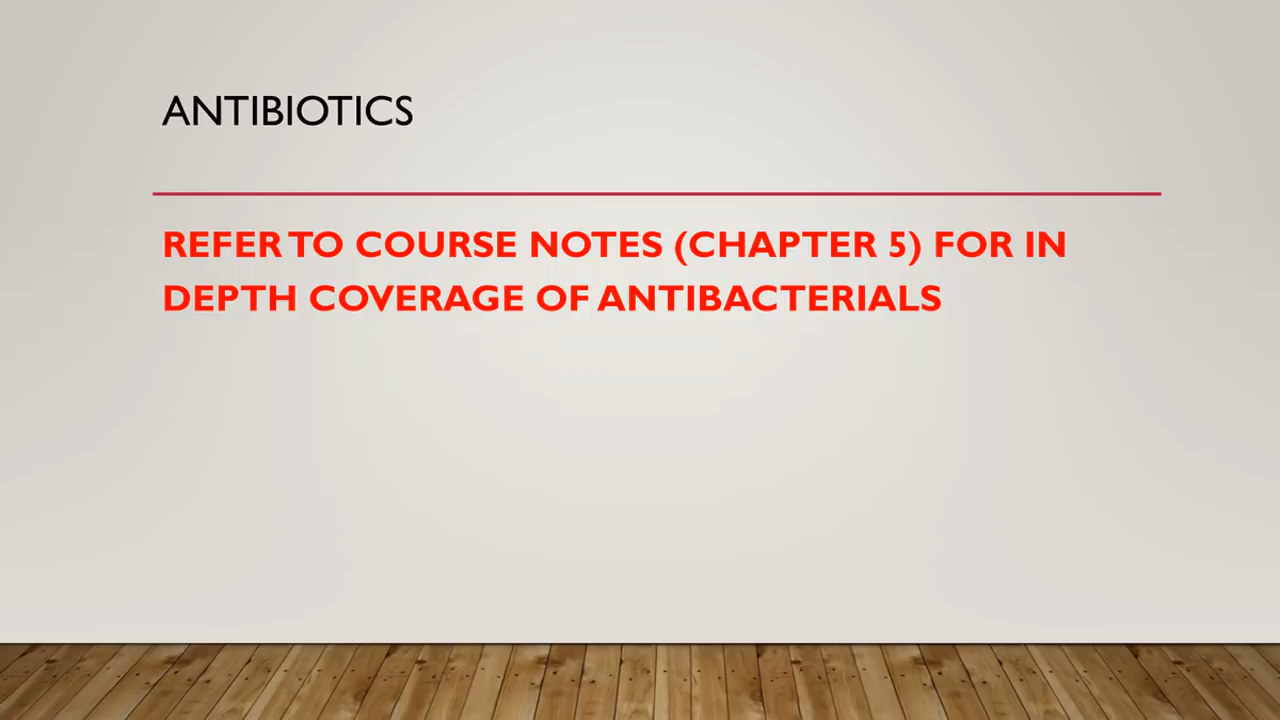 ANTIBIOTICS
REFER TO COURSE NOTES (CHAPTER 5) FOR IN
DEPTH COVERAGE OF ANTIBACTERIALS